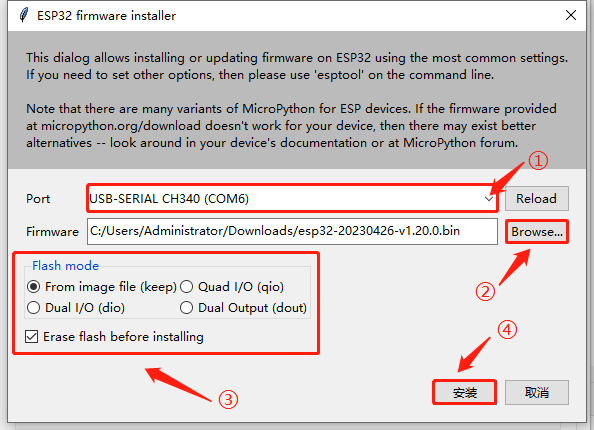 ESP32 firmware installer
This dialog allows installing or updating firmware on ESP32 using the most common settings.
If you need to set other options, then please use 'esptool' on the command line.
Note that there are many variants of MicroPython for ESP devices. If the firmware provided
at micropython.org/download doesn't work for your device, then there may exist better
alternatives -- look around in your device's documentation or at MicroPython forum.
①
Port USB-SERIAL CH340 (COM6) Reload
Firmware C:/Users/Administrator/Downloads/esp32-20230426-v1.20.0.bin Browse...
②
Flash mode
From image file (keep) Quad I/O (qio)
Dual I/O (dio) Dual Output (dout)
Erase flash before installing
③
④
安装 取消